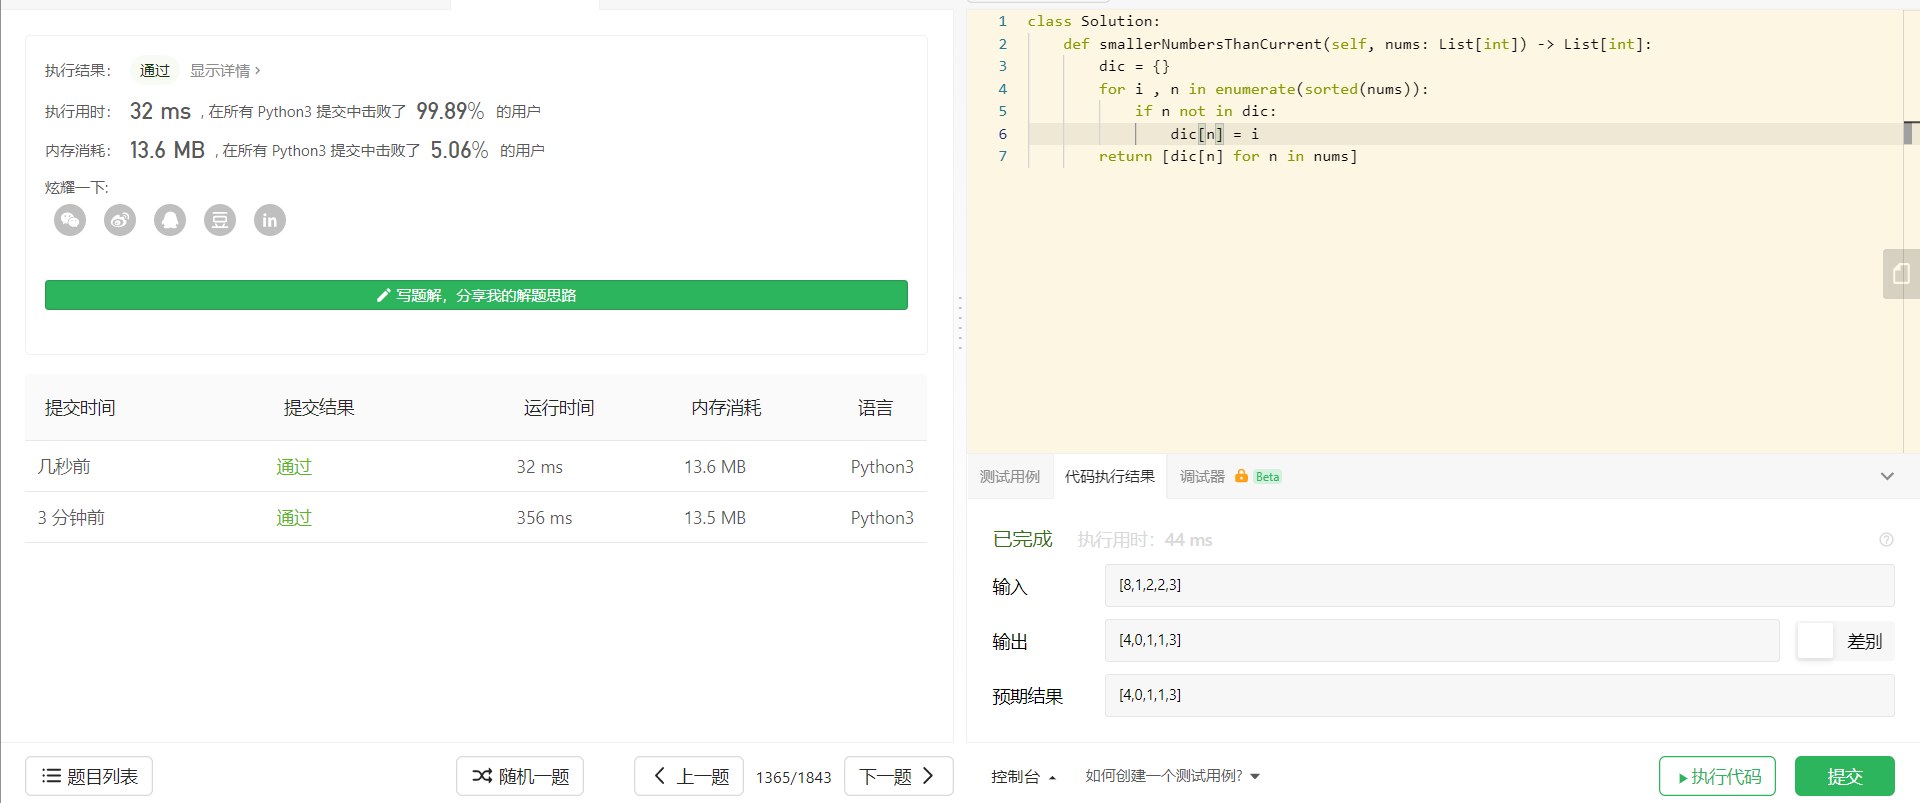 执行结果： 通过 显示详情 ›
执行用时： 32 ms , 在所有 Python3 提交中击败了 99.89% 的用户
内存消耗： 13.6 MB , 在所有 Python3 提交中击败了 5.06% 的用户
炫耀一下:
豆 in
写题解，分享我的解题思路
提交时间 提交结果 运行时间 内存消耗 语言
几秒前 通过 32 ms 13.6 MB Python3
3 分钟前 通过 356 ms 13.5 MB Python3
题目列表 随机一题 上一题 1365/1843 下一题
1 class Solution:
2 def smallerNumbersThanCurrent(self, nums: List[int]) -> List[int]:
3 dic = {}
4 for i , n in enumerate(sorted(nums)):
5 if n not in dic:
6 dic[n] = i
7 return [dic[n] for n in nums]
测试用例 代码执行结果 调试器 Beta
已完成 执行用时：44 ms
输入 [8,1,2,2,3]
输出 [4,0,1,1,3] 差别
预期结果 [4,0,1,1,3]
控制台 如何创建一个测试用例? 执行代码 提交